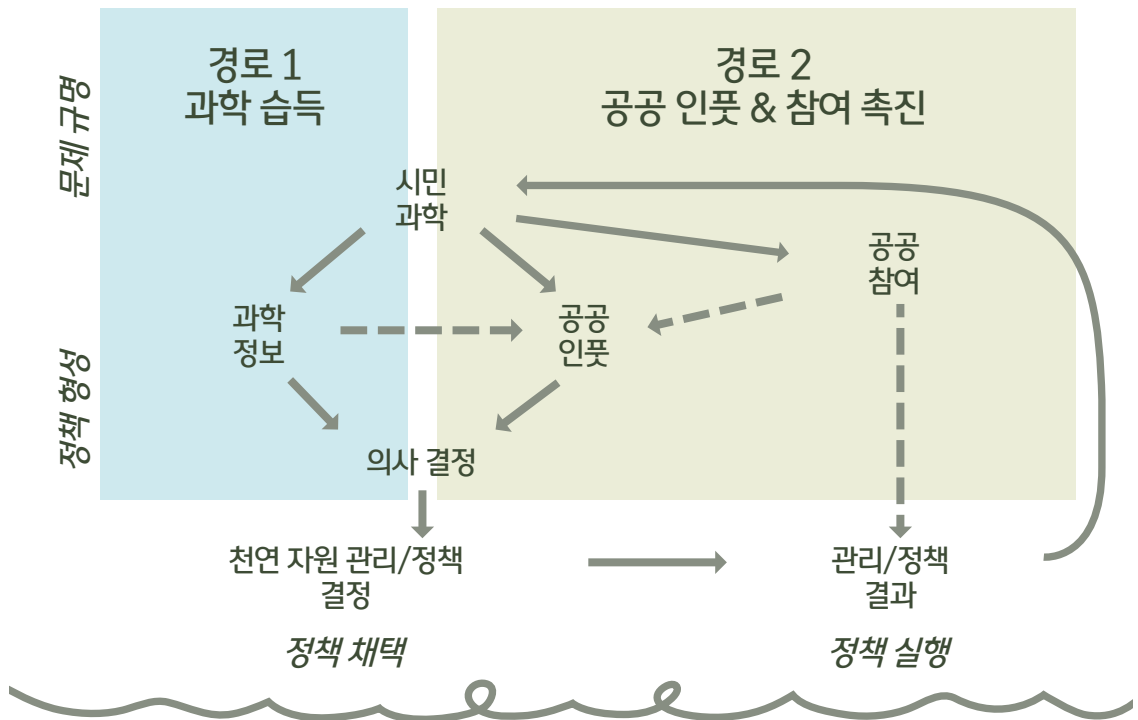 경로 1
과학 습득
경로 2
공공 인풋 & 참여 촉진
문제 규명
시민
과학
공공
참여
과학
정보
공공
인풋
정책 형성
의사 결정
천연 자원 관리/정책
결정
관리/정책
결과
정책 채택
정책 실행